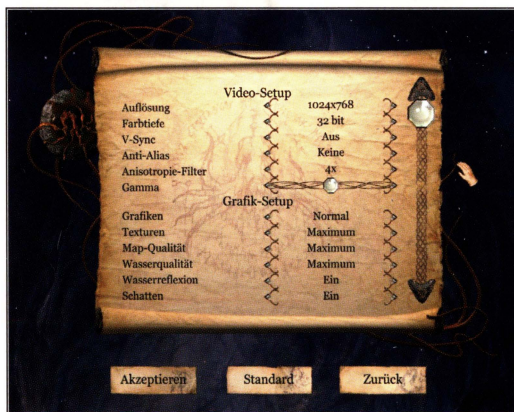 Video-Setup
Auflösung 1024x768
Farbtiefe 32 bit
V-Sync Aus
Anti-Alias Keine
Anisotropie-Filter 4x
Gamma
Grafik-Setup
Grafiken Normal
Texturen Maximum
Map-Qualität Maximum
Wasserqualität Maximum
Wasserreflexion Ein
Schatten Ein
Akzeptieren Standard Zurück